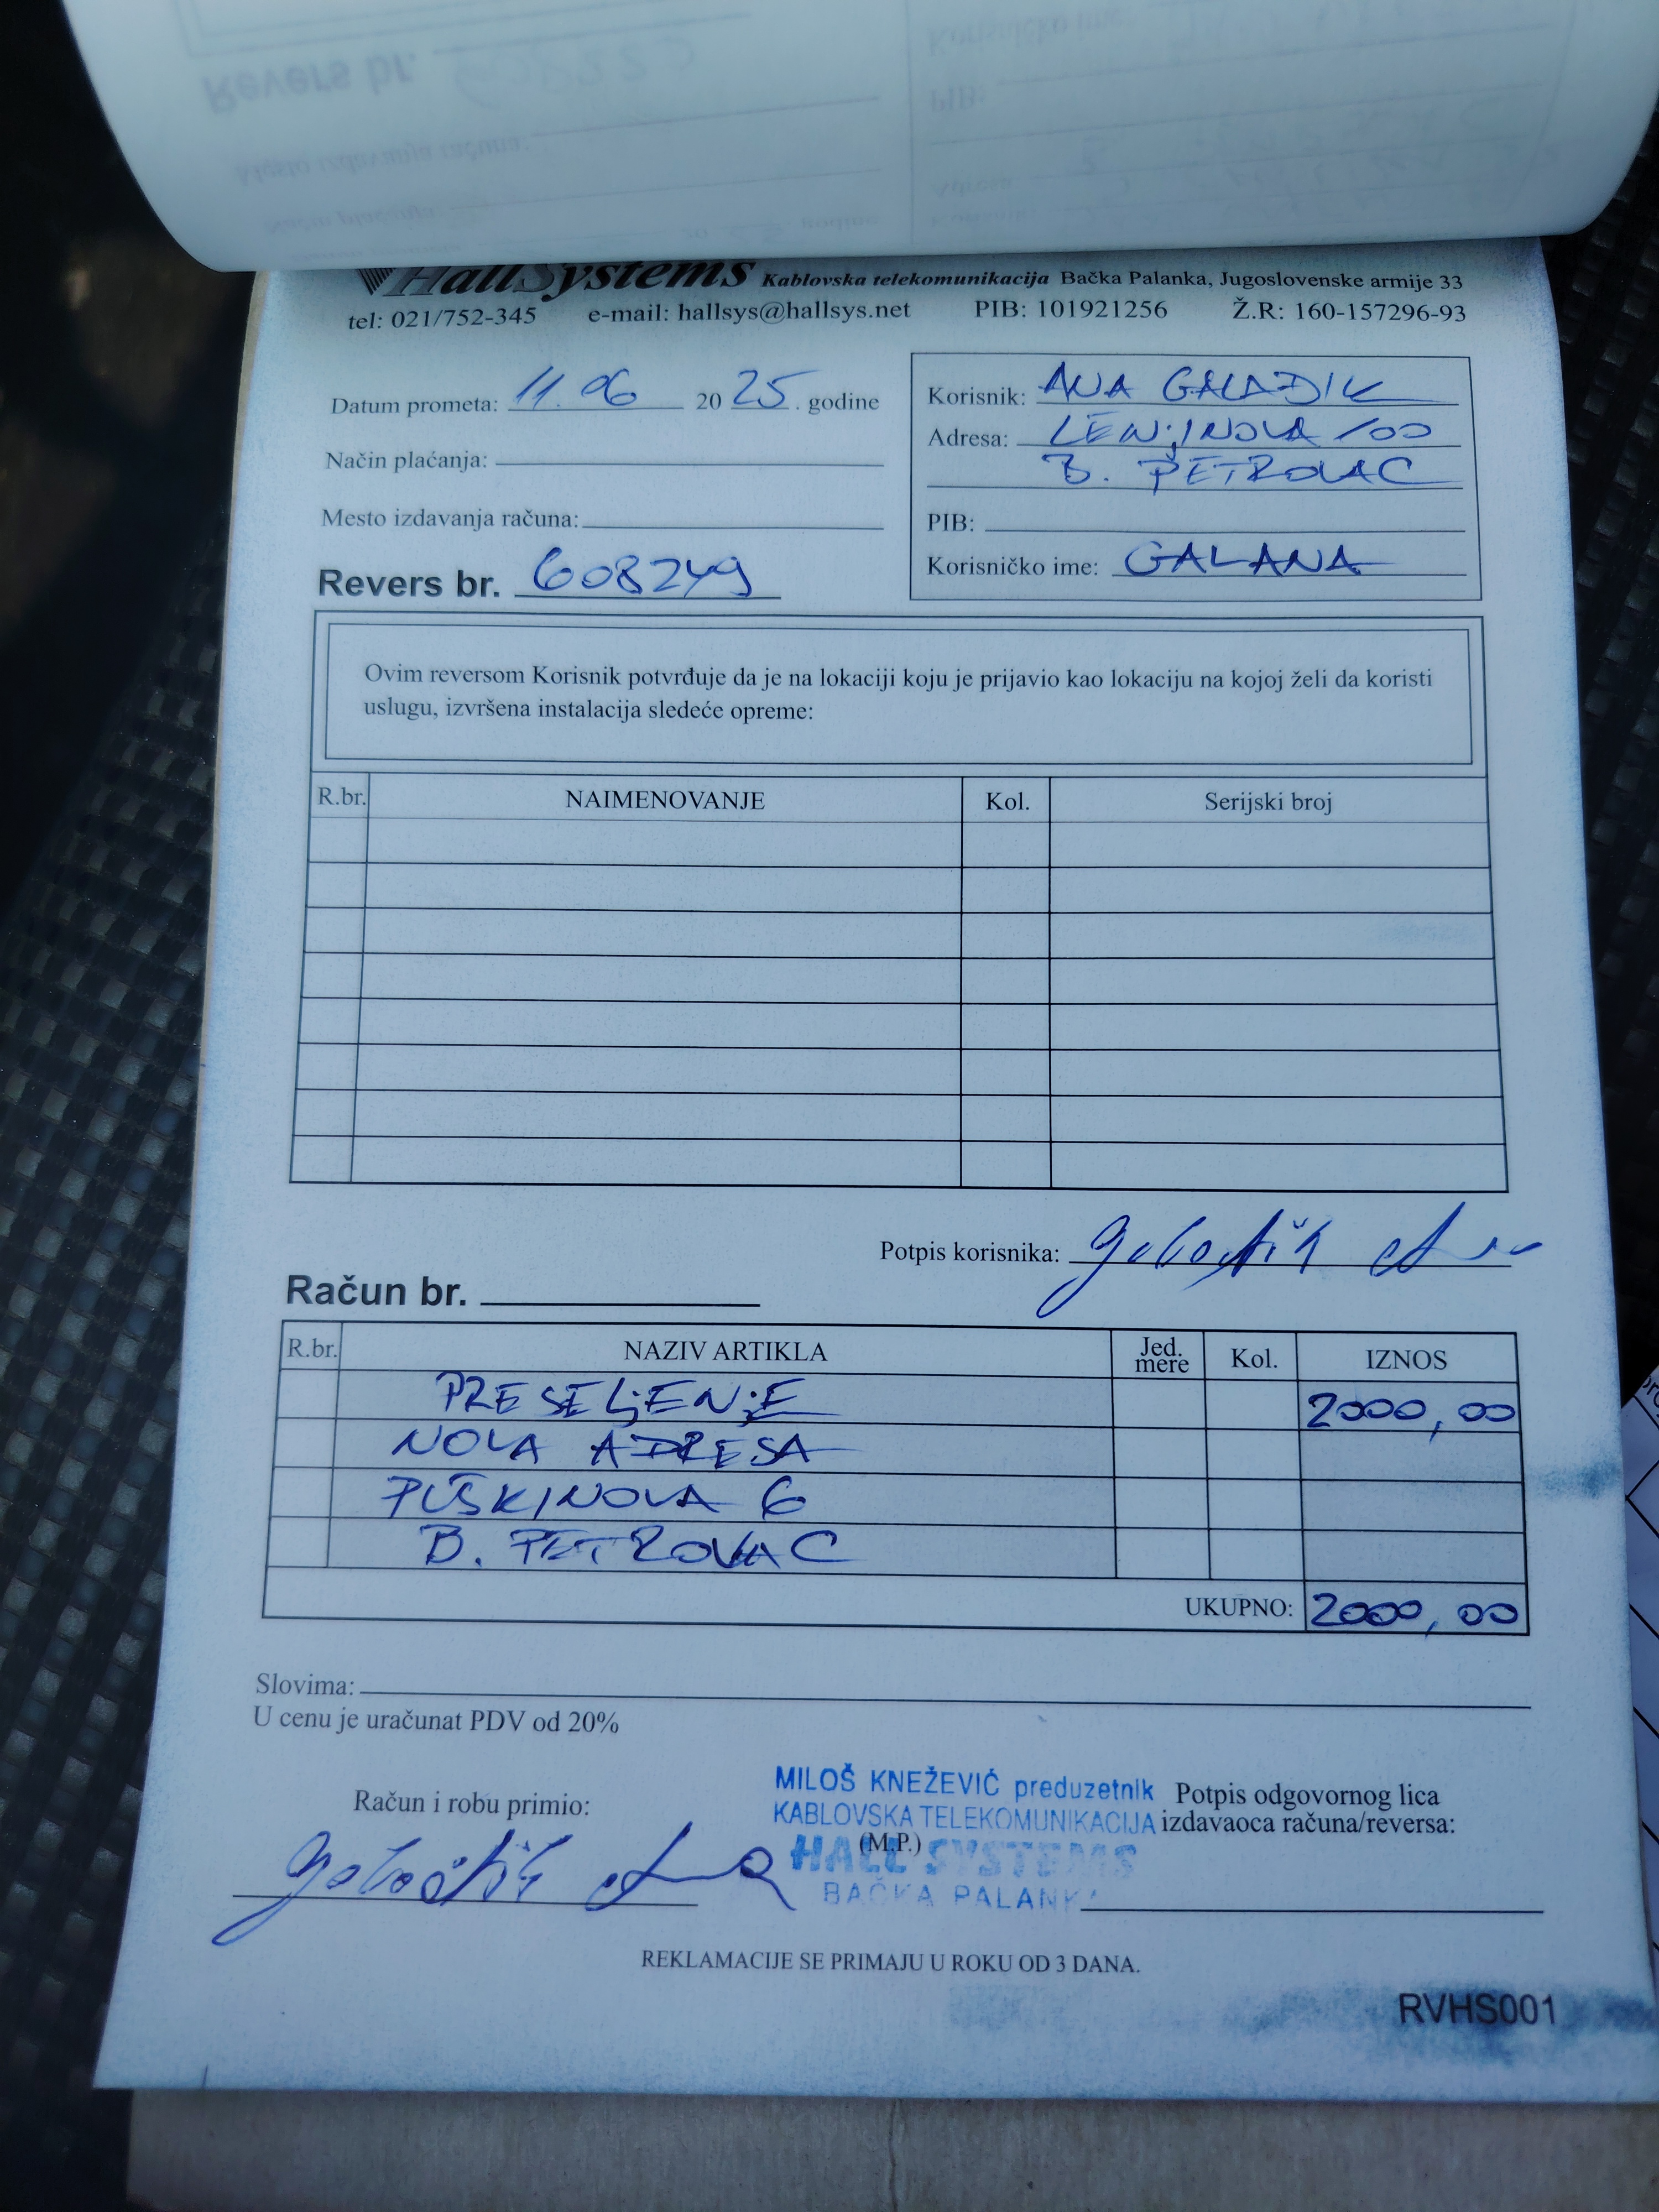 HallSystems Kablovska telekomunikacija Bačka Palanka, Jugoslovenske armije 33
tel: 021/752-345 e-mail: hallsys@hallsys.net PIB: 101921256 Ž.R: 160-157296-93
Datum prometa: 11.06 2025. godine
Način plaćanja:
Mesto izdavanja računa:
Revers br. 608249
Korisnik: ANA GALADIK
Adresa: LENJINOVA 100
B. PETROVAC
PIB:
Korisničko ime: GALANA
Ovim reversom Korisnik potvrđuje da je na lokaciji koju je prijavio kao lokaciju na kojoj želi da koristi
uslugu, izvršena instalacija sledeće opreme:
R.br. NAIMENOVANJE Kol. Serijski broj
Potpis korisnika:
Račun br.
R.br. NAZIV ARTIKLA Jed. mere Kol. IZNOS
PRESELJENJE 2000,00
NOVA ADRESA
PUŠKINOVA 6
B. PETROVAC
UKUPNO: 2000,00
Slovima:
U cenu je uračunat PDV od 20%
Račun i robu primio:
MILOŠ KNEŽEVIĆ preduzetnik
KABLOVSKA TELEKOMUNIKACIJA
(M.P.)
HALL SYSTEMS
BAČKA PALANKA
Potpis odgovornog lica
izdavaoca računa/reversa:
REKLAMACIJE SE PRIMAJU U ROKU OD 3 DANA.
RVHS001